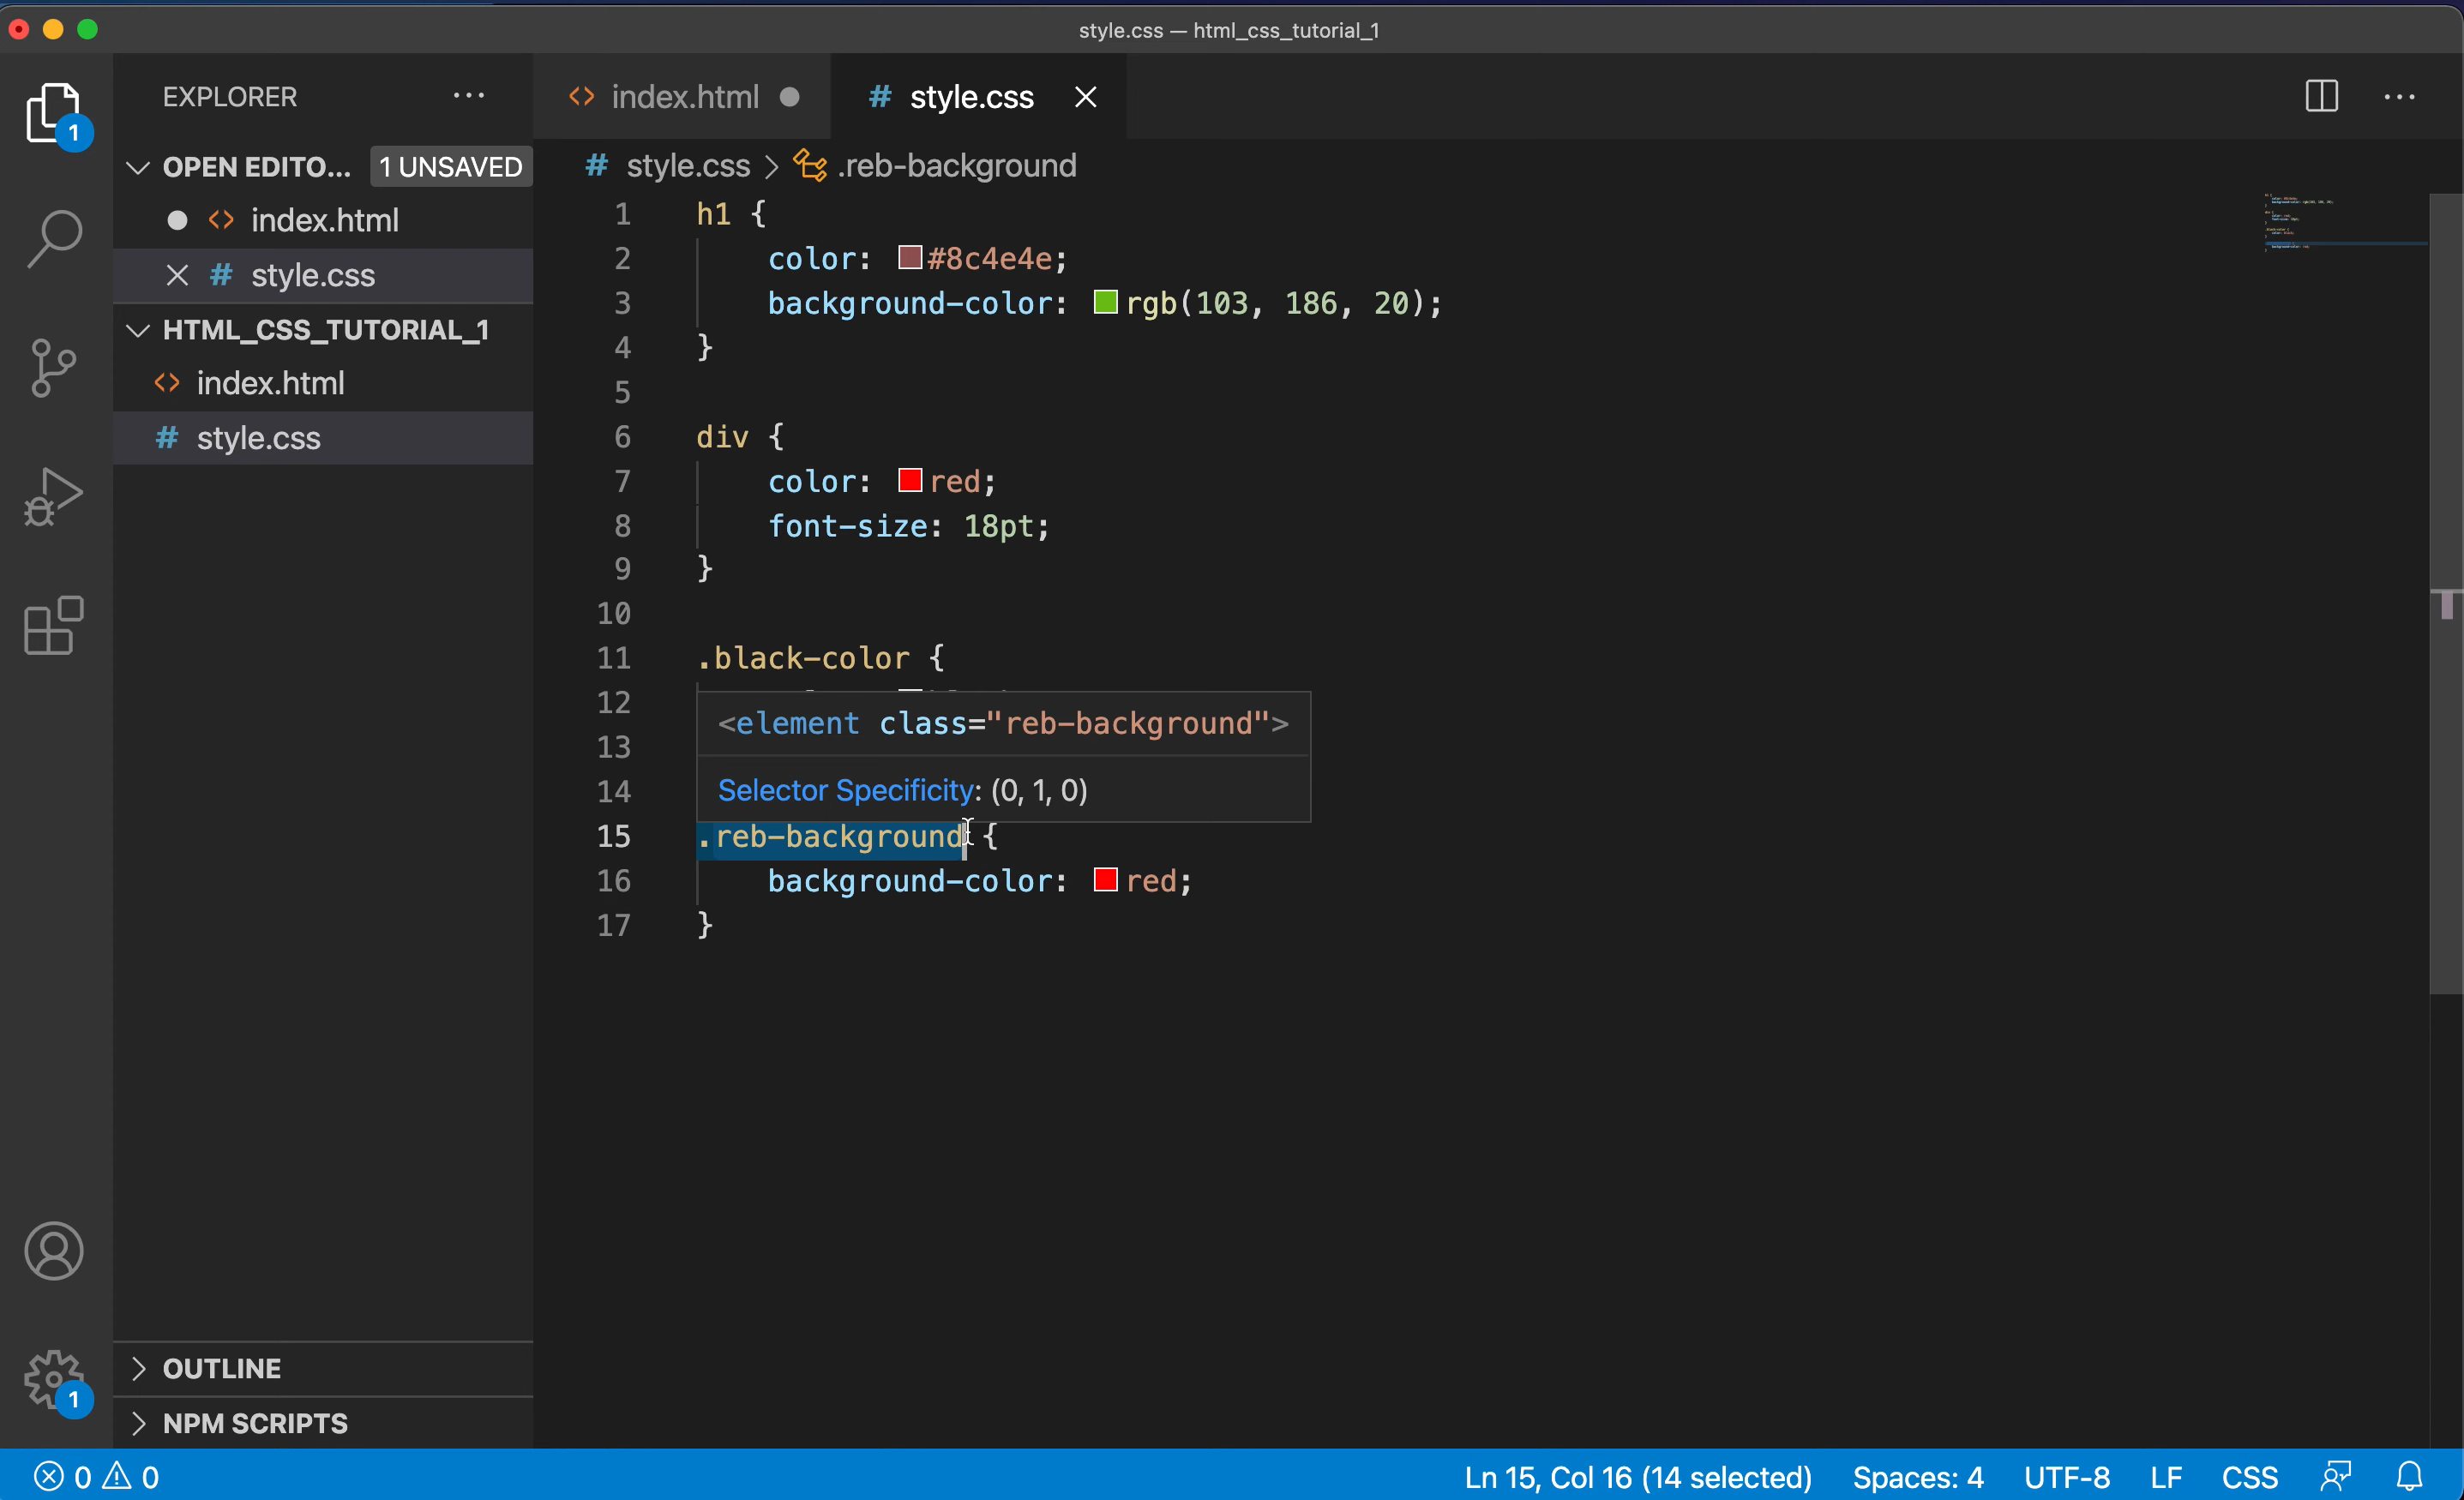 style.css — html_css_tutorial_1
EXPLORER
index.html
style.css
1
OPEN EDITO... 1 UNSAVED
index.html
style.css
HTML_CSS_TUTORIAL_1
index.html
style.css
style.css > .reb-background
1 h1 {
2 color: #8c4e4e;
3 background-color: rgb(103, 186, 20);
4 }
5
6 div {
7 color: red;
8 font-size: 18pt;
9 }
10
11 .black-color {
12
<element class="reb-background">
13
14 Selector Specificity: (0, 1, 0)
15 .reb-background {
16 background-color: red;
17 }
OUTLINE
1
NPM SCRIPTS
0 0 Ln 15, Col 16 (14 selected) Spaces: 4 UTF-8 LF CSS